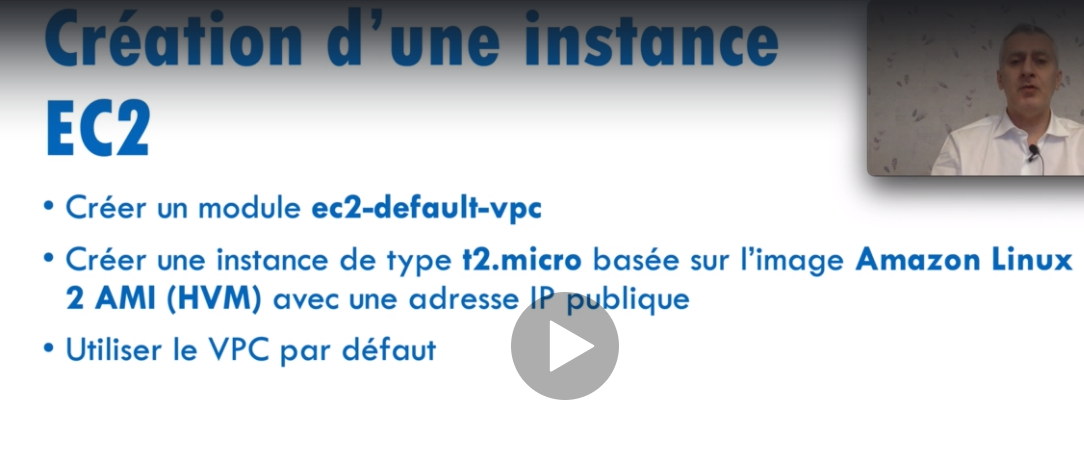 Création d’une instance
EC2
• Créer un module ec2-default-vpc
• Créer une instance de type t2.micro basée sur l’image Amazon Linux
2 AMI (HVM) avec une adresse IP publique
• Utiliser le VPC par défaut